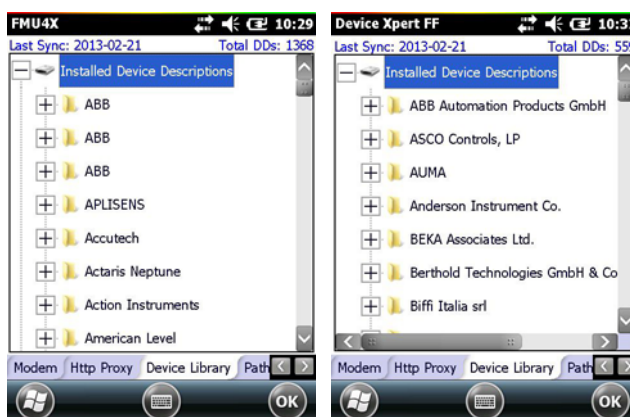 FMU4X 10:29
Last Sync: 2013-02-21 Total DDs: 1368
Installed Device Descriptions
ABB
ABB
ABB
APLISENS
Accutech
Actaris Neptune
Action Instruments
American Level
Modem Http Proxy Device Library Path
OK
Device Xpert FF
Last Sync: 2013-02-21 Total DDs:
Installed Device Descriptions
ABB Automation Products GmbH
ASCO Controls, LP
AUMA
Anderson Instrument Co.
BEKA Associates Ltd.
Berthold Technologies GmbH & Co
Biffi Italia srl
Modem Http Proxy Device Library Path
OK